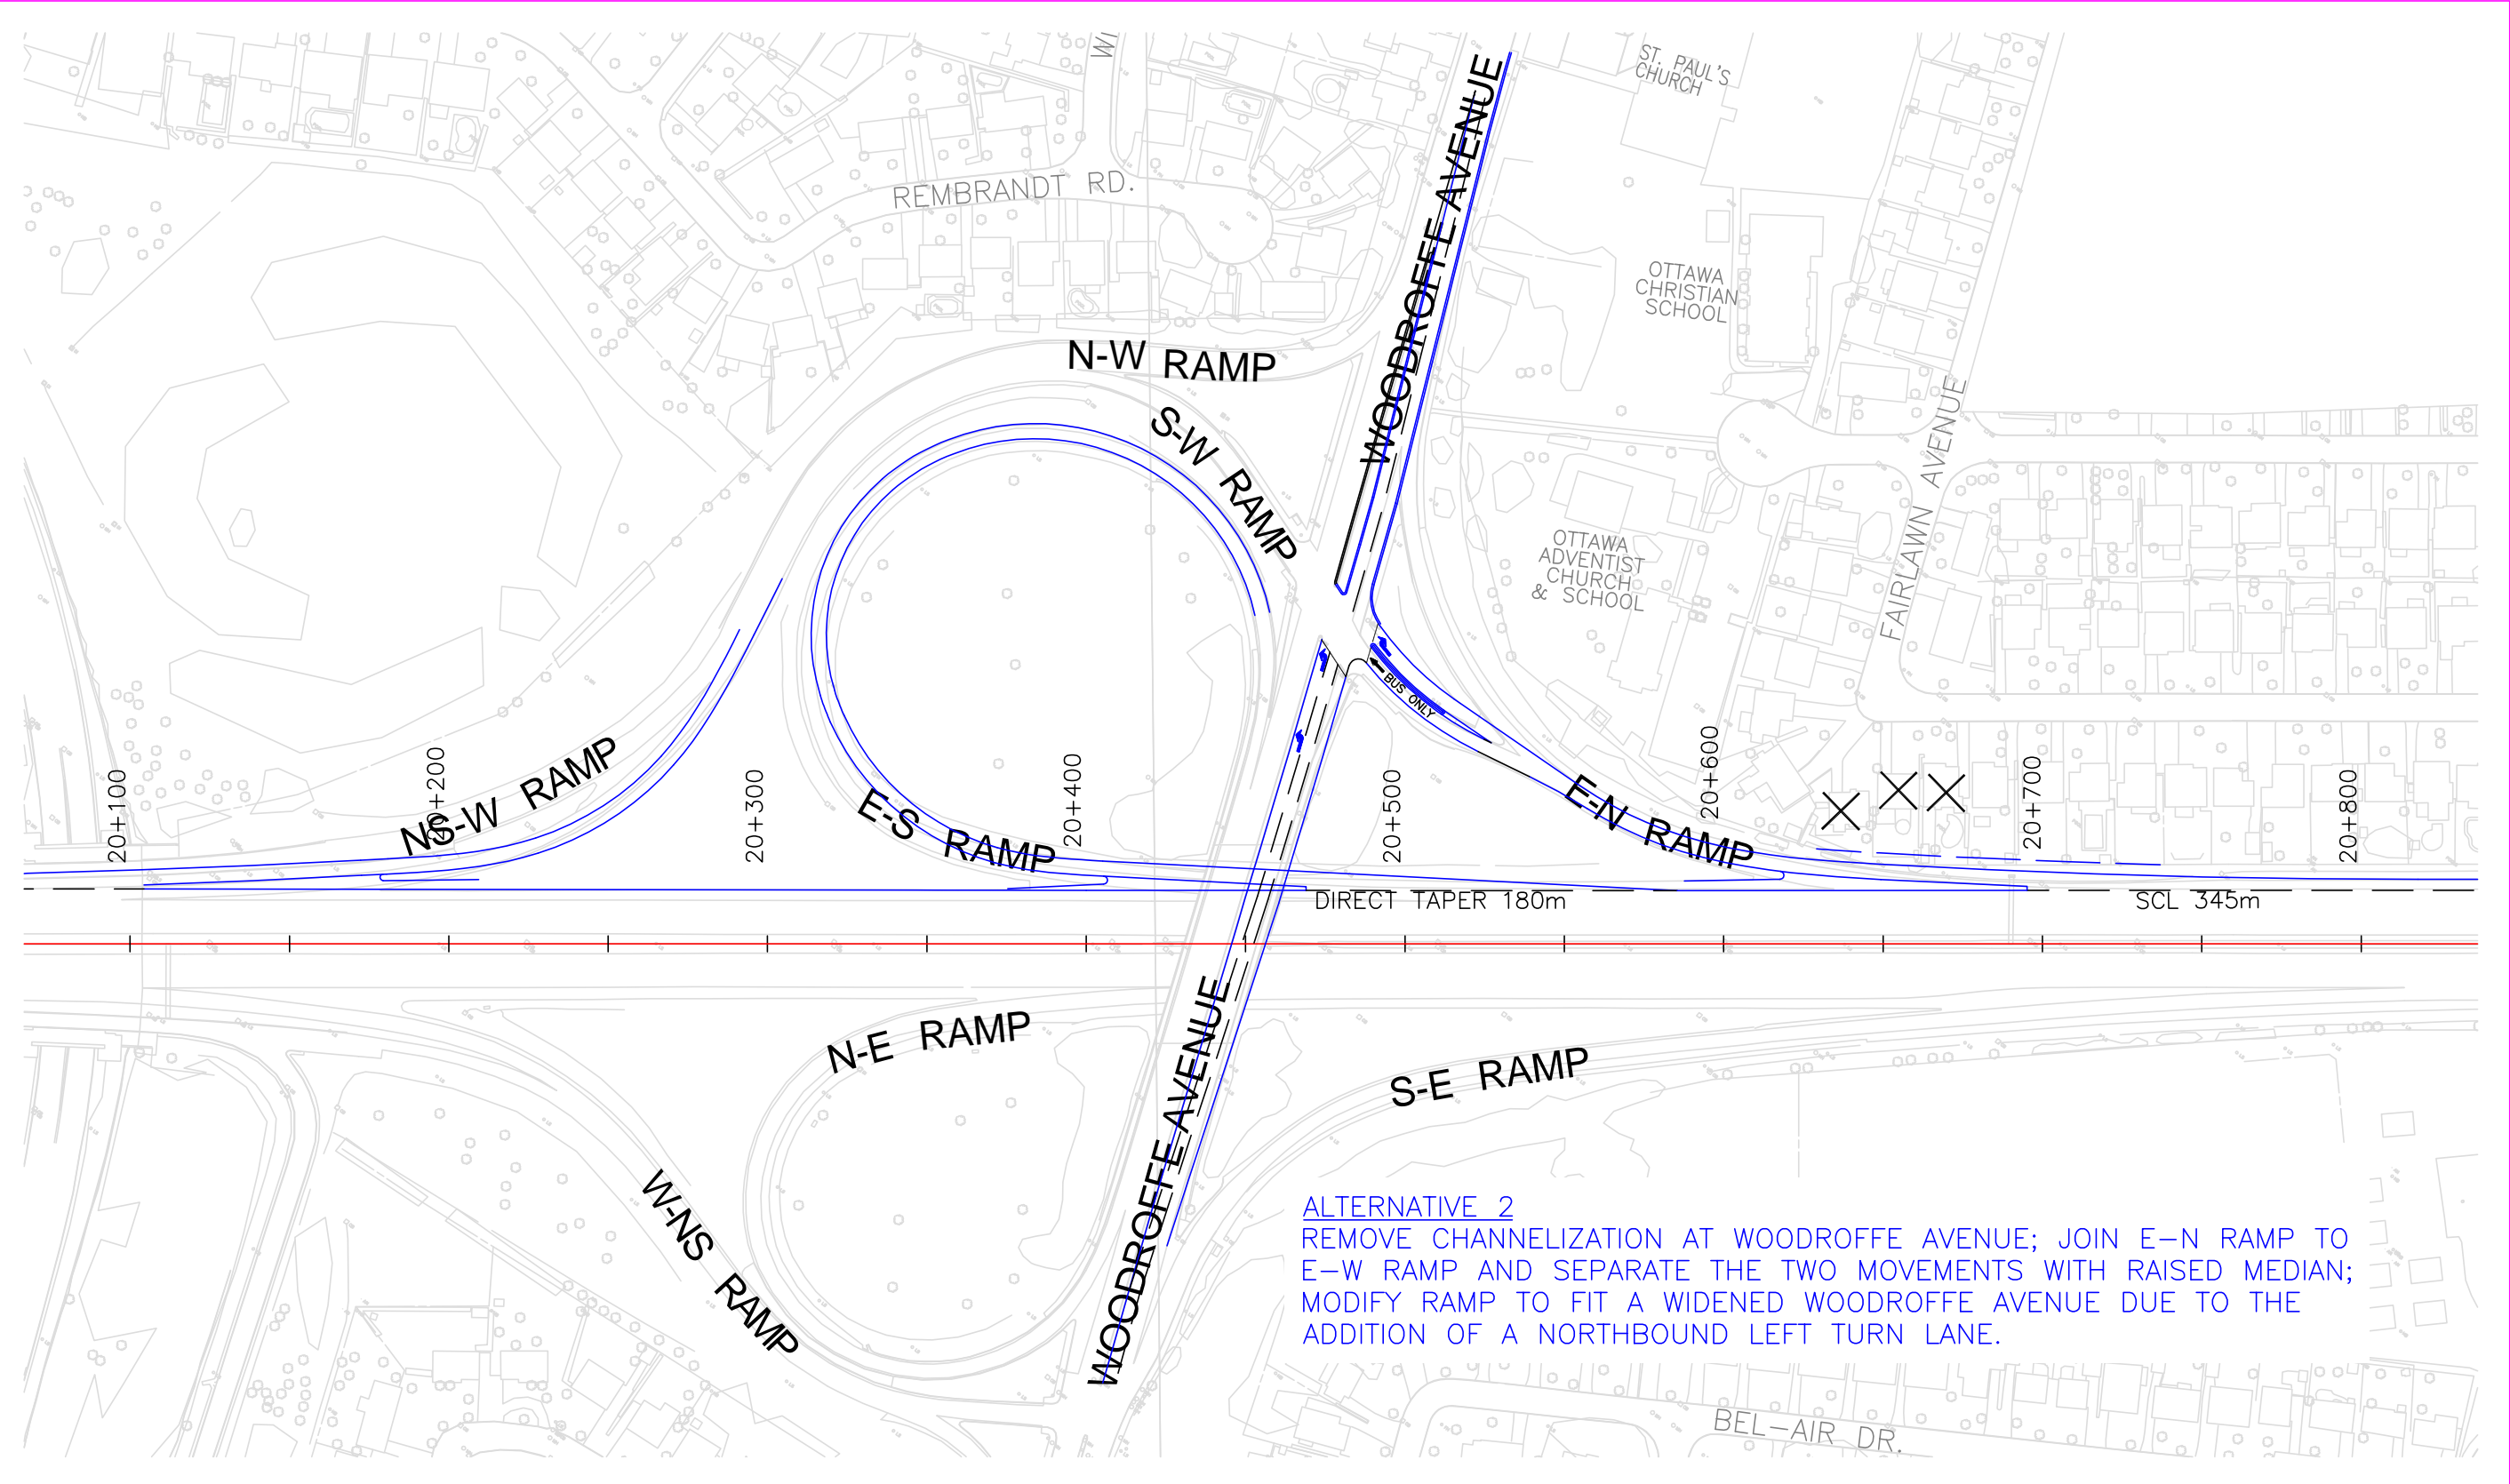 WI
ST. PAUL'S
CHURCH
REMBRANDT RD.
WOODROFFE AVENUE
OTTAWA
CHRISTIAN
SCHOOL
N-W RAMP
S-W RAMP
FAIRLAWN AVENUE
OTTAWA
ADVENTIST
CHURCH
& SCHOOL
BUS ONLY
NS-W RAMP
E-S RAMP
E-N RAMP
20+100
20+200
20+300
20+400
20+500
20+600
20+700
20+800
DIRECT TAPER 180m
SCL 345m
WOODROFFE AVENUE
N-E RAMP
S-E RAMP
W-NS RAMP
ALTERNATIVE 2
REMOVE CHANNELIZATION AT WOODROFFE AVENUE; JOIN E-N RAMP TO
E-W RAMP AND SEPARATE THE TWO MOVEMENTS WITH RAISED MEDIAN;
MODIFY RAMP TO FIT A WIDENED WOODROFFE AVENUE DUE TO THE
ADDITION OF A NORTHBOUND LEFT TURN LANE.
BEL-AIR DR.